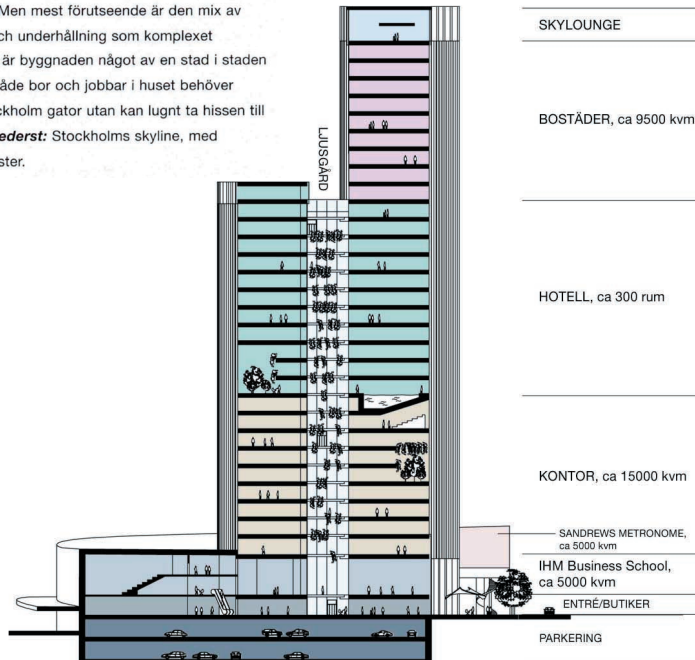 Men mest förutseende är den mix av
ch underhållning som komplexet
är byggnaden något av en stad i staden
både bor och jobbar i huset behöver
ockholm gator utan kan lugnt ta hissen till
ederst: Stockholms skyline, med
ster.
LJUSGÅRD
SKYLOUNGE
BOSTÄDER, ca 9500 kvm
HOTELL, ca 300 rum
KONTOR, ca 15000 kvm
SANDREWS METRONOME,
ca 5000 kvm
IHM Business School,
ca 5000 kvm
ENTRÉ/BUTIKER
PARKERING